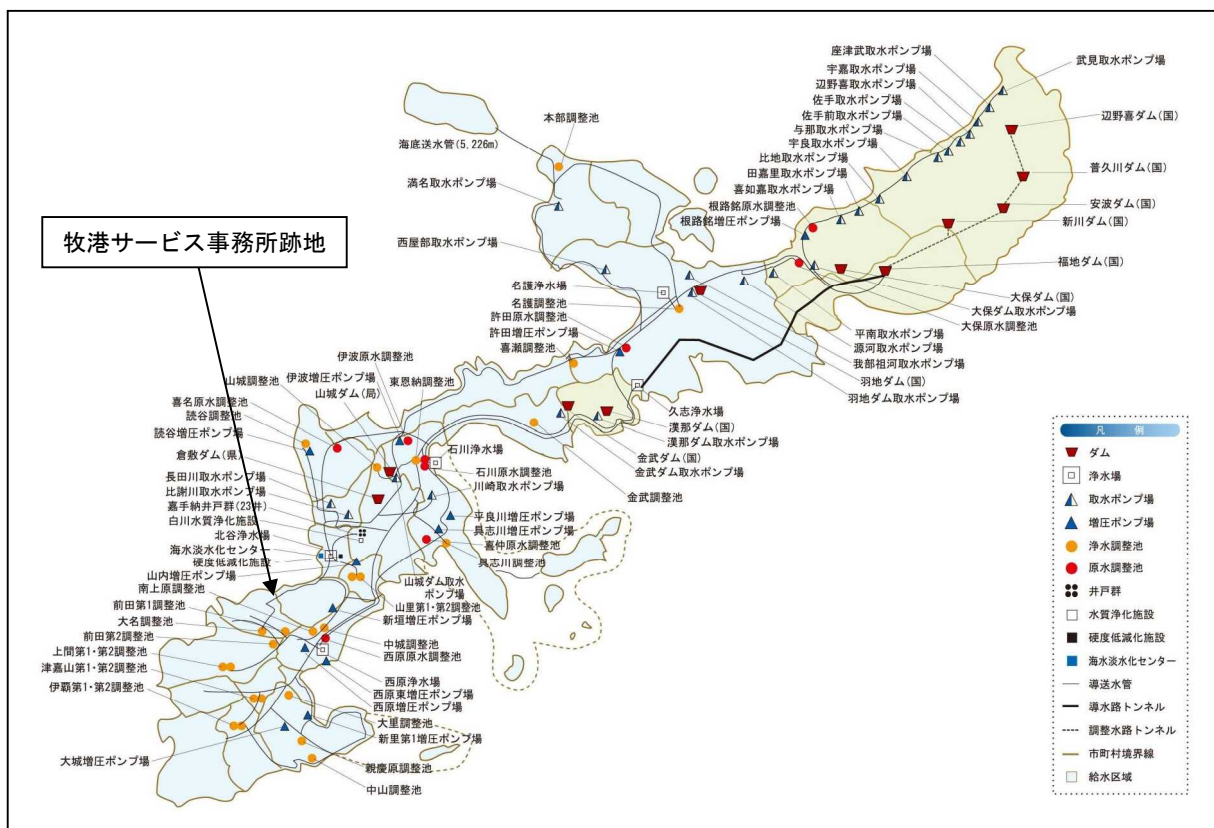 座津武取水ポンプ場
宇嘉取水ポンプ場
辺野喜取水ポンプ場
佐手取水ポンプ場
佐手前取水ポンプ場
与那取水ポンプ場
宇良取水ポンプ場
比地取水ポンプ場
田嘉里取水ポンプ場
喜如嘉取水ポンプ場
根路銘原水調整池
根路銘増圧ポンプ場
武見取水ポンプ場
辺野喜ダム(国)
普久川ダム(国)
安波ダム(国)
新川ダム(国)
福地ダム(国)
大保ダム(国)
大保ダム取水ポンプ場
大保原水調整池
平南取水ポンプ場
源河取水ポンプ場
我部祖河取水ポンプ場
羽地ダム(国)
羽地ダム取水ポンプ場
本部調整池
海底送水管(5,226m)
満名取水ポンプ場
西屋部取水ポンプ場
名護浄水場
名護調整池
許田原水調整池
許田増圧ポンプ場
喜瀬調整池
久志浄水場
漢那ダム(国)
漢那ダム取水ポンプ場
金武ダム(国)
金武ダム取水ポンプ場
金武調整池
牧港サービス事務所跡地
伊波原水調整池
伊波増圧ポンプ場
東恩納調整池
山城調整池
山城ダム(局)
喜名原水調整池
読谷調整池
読谷増圧ポンプ場
倉敷ダム(県)
長田川取水ポンプ場
比謝川取水ポンプ場
嘉手納井戸群(23井)
白川水質浄化施設
北谷浄水場
海水淡水化センター
硬度低減化施設
山内増圧ポンプ場
石川浄水場
石川原水調整池
川崎取水ポンプ場
平良川増圧ポンプ場
具志川増圧ポンプ場
喜仲原水調整池
具志川調整池
山城ダム取水
ポンプ場
山里第1・第2調整池
新垣増圧ポンプ場
南上原調整池
前田第1調整池
大名調整池
前田第2調整池
上間第1・第2調整池
津嘉山第1・第2調整池
伊覇第1・第2調整池
中城調整池
西原原水調整池
西原浄水場
西原東増圧ポンプ場
西原増圧ポンプ場
大里調整池
新里第1増圧ポンプ場
大城増圧ポンプ場
親慶原調整池
中山調整池
凡 例
ダム
浄水場
取水ポンプ場
増圧ポンプ場
浄水調整池
原水調整池
井戸群
水質浄化施設
硬度低減化施設
海水淡水化センター
導送水管
導水路トンネル
調整水路トンネル
市町村境界線
給水区域